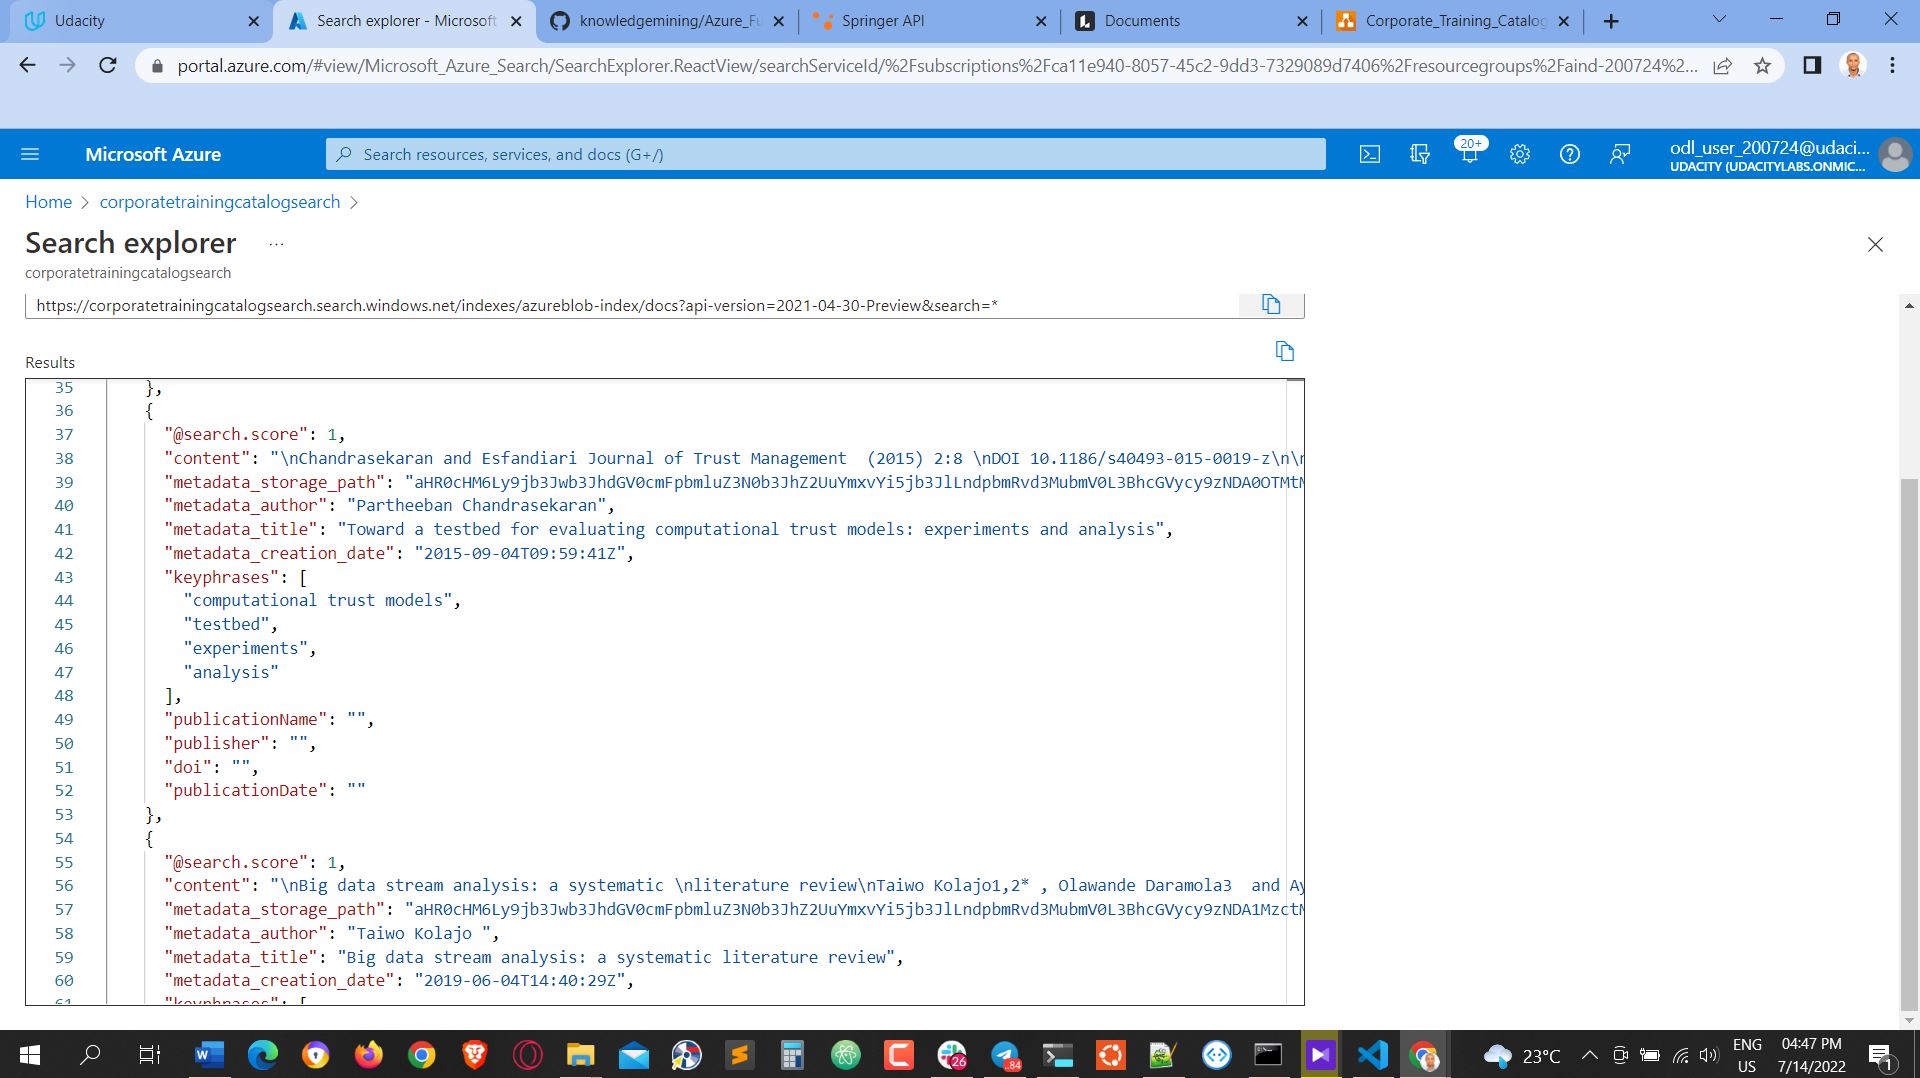 Udacity
Search explorer - Microsoft
knowledgemining/Azure_Fu
Springer API
Documents
Corporate_Training_Catalog
portal.azure.com/#view/Microsoft_Azure_Search/SearchExplorer.ReactView/searchServiceId/%2Fsubscriptions%2Fca11e940-8057-45c2-9dd3-7329089d7406%2Fresourcegroups%2Faind-200724%2...
Microsoft Azure
Search resources, services, and docs (G+/)
20+
odl_user_200724@udaci...
UDACITY (UDACITYLABS.ONMIC...
Home > corporatetrainingcatalogsearch >
Search explorer ...
corporatetrainingcatalogsearch
https://corporatetrainingcatalogsearch.search.windows.net/indexes/azureblob-index/docs?api-version=2021-04-30-Preview&search=*
Results
35 },
36 {
37 "@search.score": 1,
38 "content": "\nChandrasekaran and Esfandiari Journal of Trust Management  (2015) 2:8 \nDOI 10.1186/s40493-015-0019-z\n\n
39 "metadata_storage_path": "aHR0cHM6Ly9jb3Jwb3JhdGV0cmFpbmluZ3N0b3JhZ2UuYmxvYi5jb3JlLndpbmRvd3MubmV0L3BhcGVycy9zNDA0OTMtM
40 "metadata_author": "Partheeban Chandrasekaran",
41 "metadata_title": "Toward a testbed for evaluating computational trust models: experiments and analysis",
42 "metadata_creation_date": "2015-09-04T09:59:41Z",
43 "keyphrases": [
44 "computational trust models",
45 "testbed",
46 "experiments",
47 "analysis"
48 ],
49 "publicationName": "",
50 "publisher": "",
51 "doi": "",
52 "publicationDate": ""
53 },
54 {
55 "@search.score": 1,
56 "content": "\nBig data stream analysis: a systematic \nliterature review\nTaiwo Kolajo1,2* , Olawande Daramola3  and Ay
57 "metadata_storage_path": "aHR0cHM6Ly9jb3Jwb3JhdGV0cmFpbmluZ3N0b3JhZ2UuYmxvYi5jb3JlLndpbmRvd3MubmV0L3BhcGVycy9zNDA1MzctM
58 "metadata_author": "Taiwo Kolajo ",
59 "metadata_title": "Big data stream analysis: a systematic literature review",
60 "metadata_creation_date": "2019-06-04T14:40:29Z",
61 "keyphrases": [
26
84
23°C
ENG
US
04:47 PM
7/14/2022
1